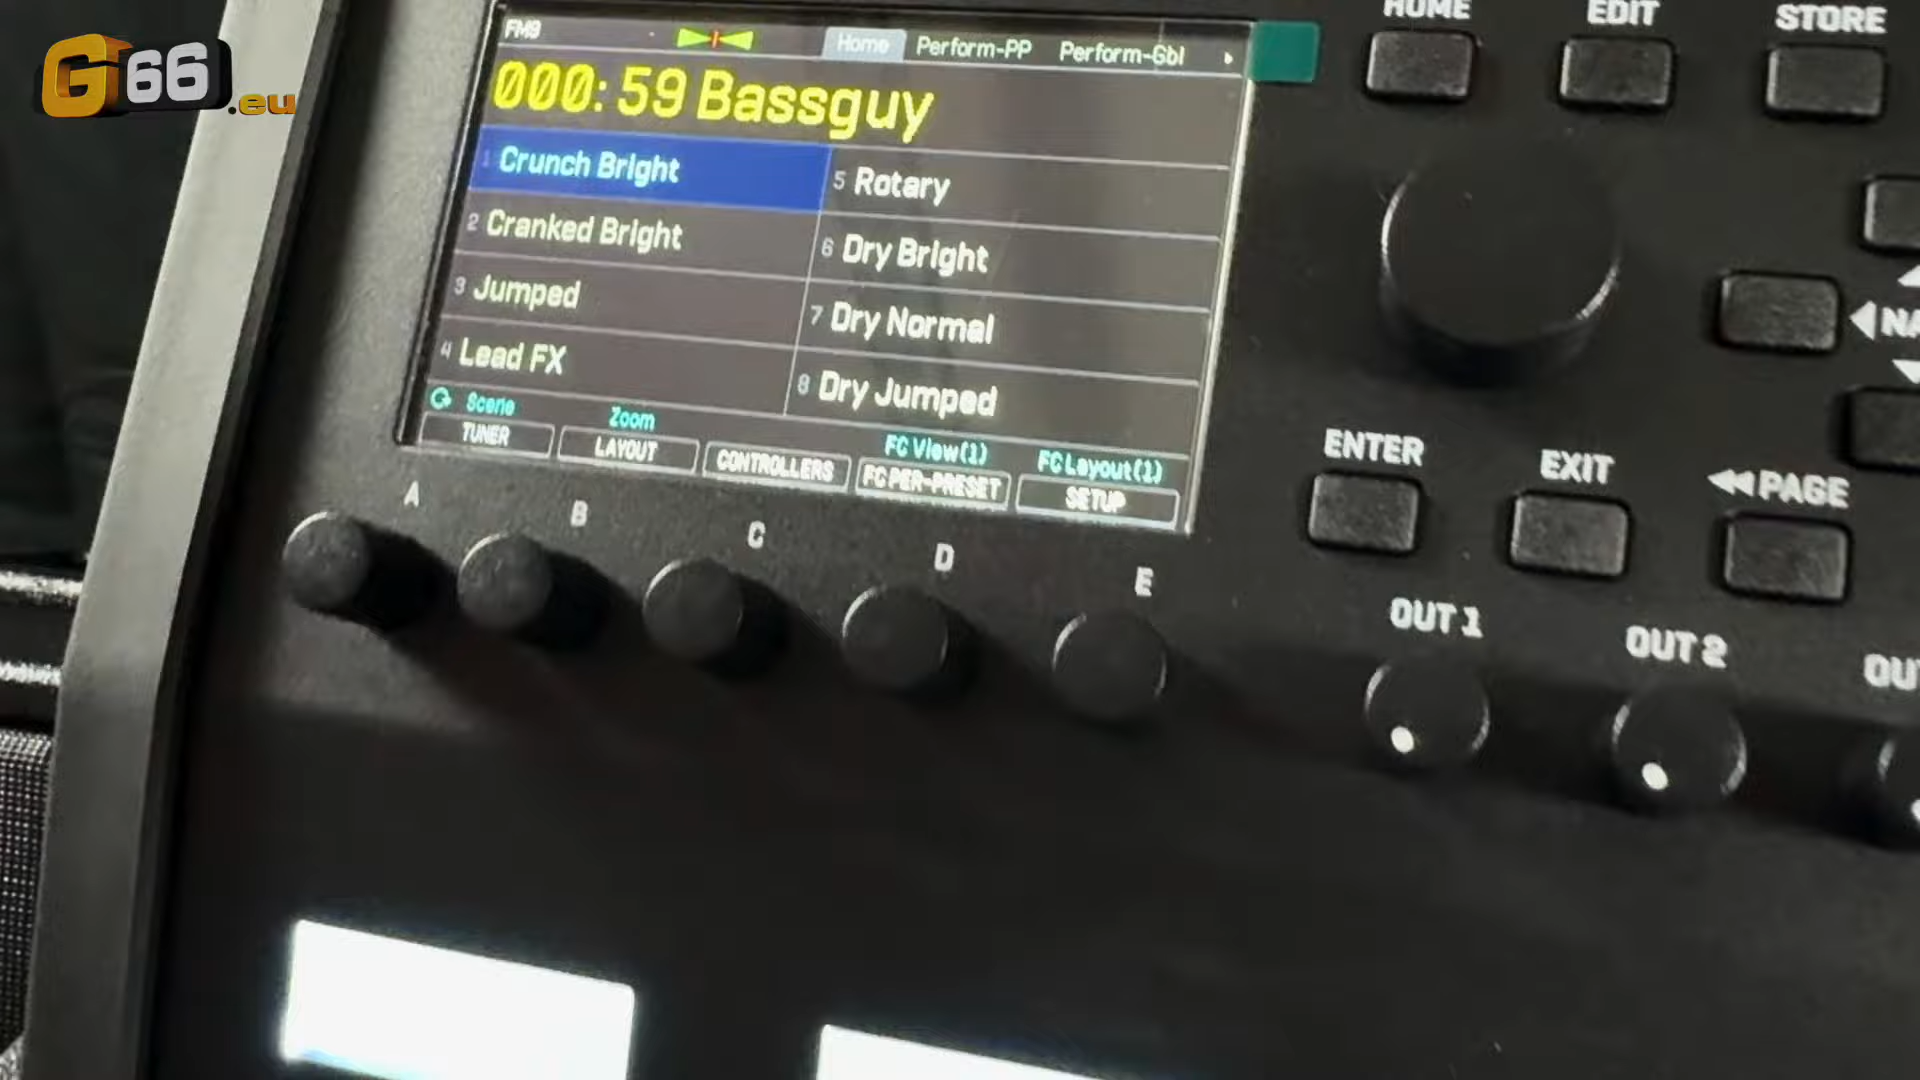 G66.eu
HOME
EDIT
STORE
FM9
Home
Perform-PP
Perform-Gbl
000: 59 Bassguy
1 Crunch Bright
2 Cranked Bright
3 Jumped
4 Lead FX
5 Rotary
6 Dry Bright
7 Dry Normal
8 Dry Jumped
Scene
Zoom
FC View(1)
FC Layout(1)
TUNER
LAYOUT
CONTROLLERS
FC PER-PRESET
SETUP
A
B
C
D
E
ENTER
EXIT
PAGE
OUT 1
OUT 2